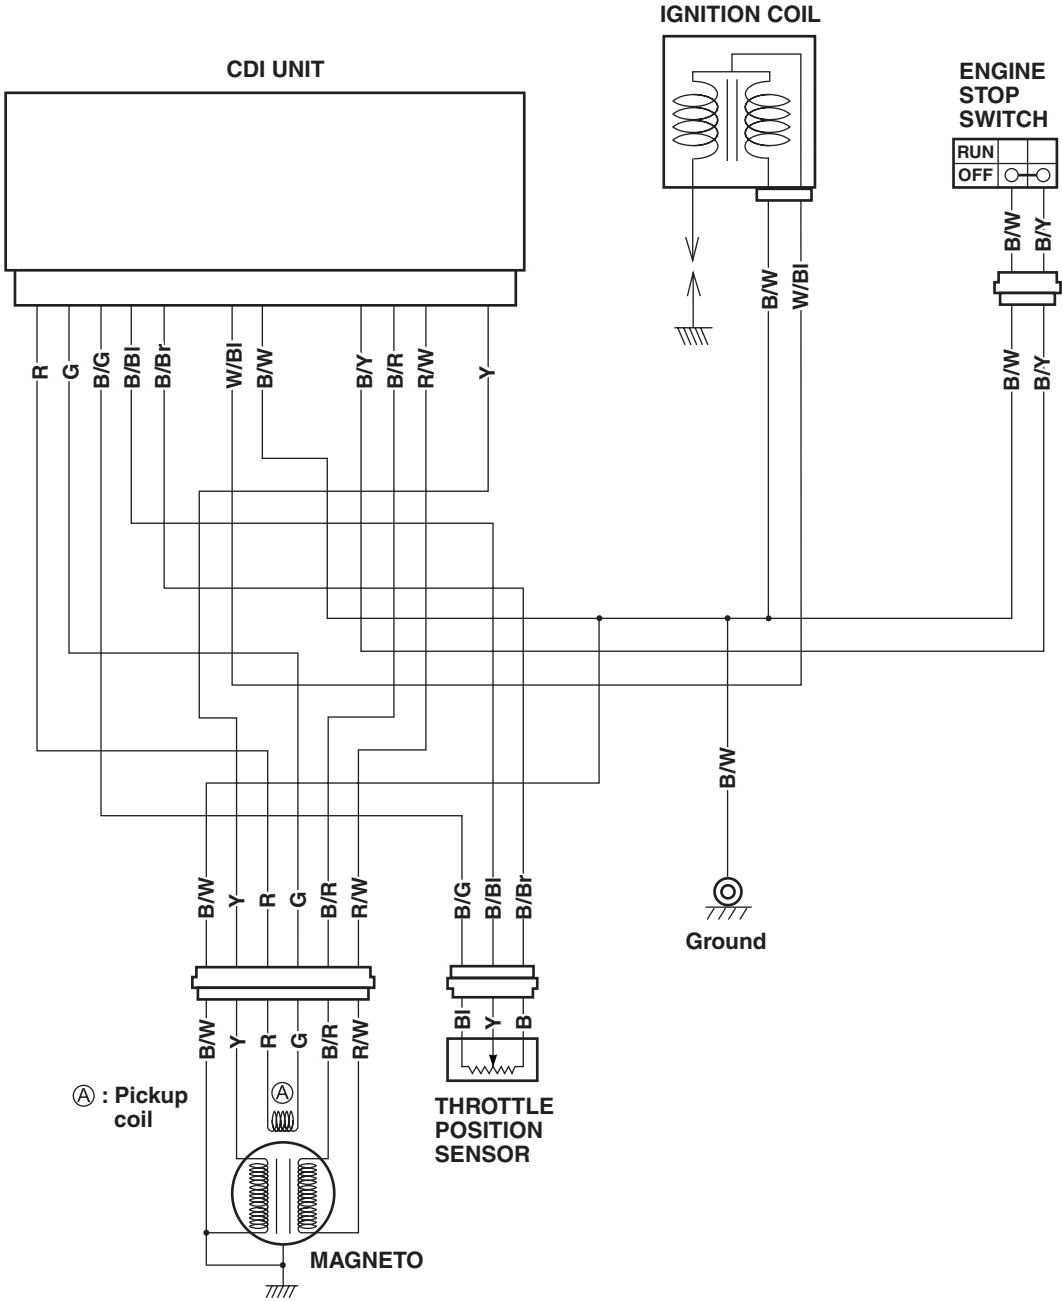 IGNITION COIL
CDI UNIT
ENGINE
STOP
SWITCH
RUN
OFF
B/W
B/Y
B/W
W/Bl
R
G
B/G
B/Bl
B/Br
W/Bl
B/W
B/Y
B/R
R/W
Y
B/W
B/Y
B/W
B/W
Y
R
G
B/R
R/W
B/G
B/Bl
B/Br
Ground
B/W
Y
R
G
B/R
R/W
Bl
Y
B
A : Pickup
coil
A
THROTTLE
POSITION
SENSOR
MAGNETO